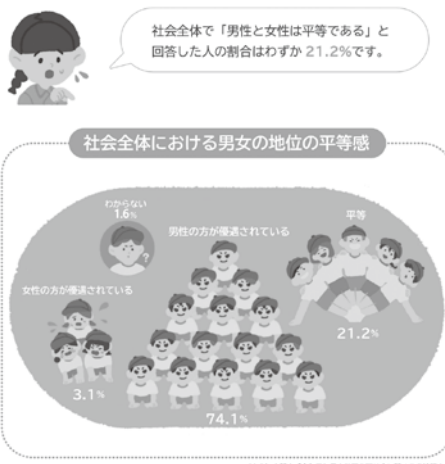 社会全体で「男性と女性は平等である」と
回答した人の割合はわずか 21.2%です。
社会全体における男女の地位の平等感
わからない
1.6%
?
男性の方が優遇されている
平等
女性の方が優遇されている
21.2%
3.1%
74.1%